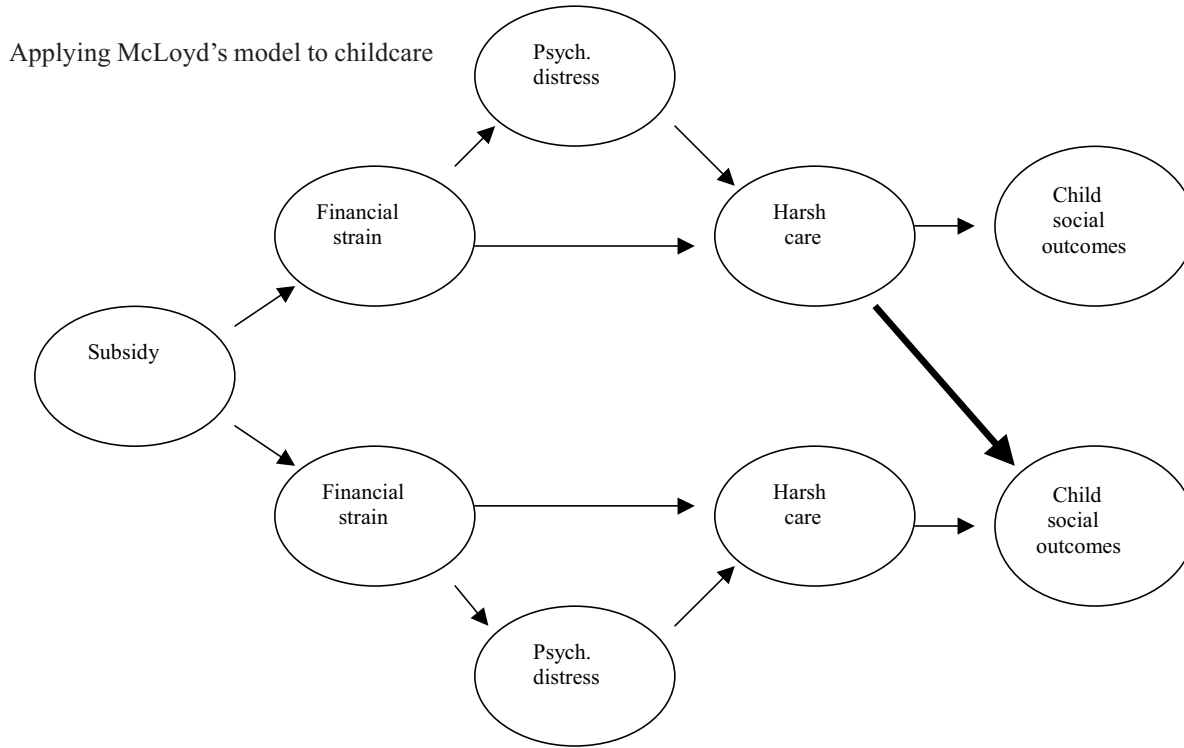 Applying McLoyd’s model to childcare
Psych.
distress
Financial
strain
Harsh
care
Child
social
outcomes
Subsidy
Financial
strain
Harsh
care
Child
social
outcomes
Psych.
distress